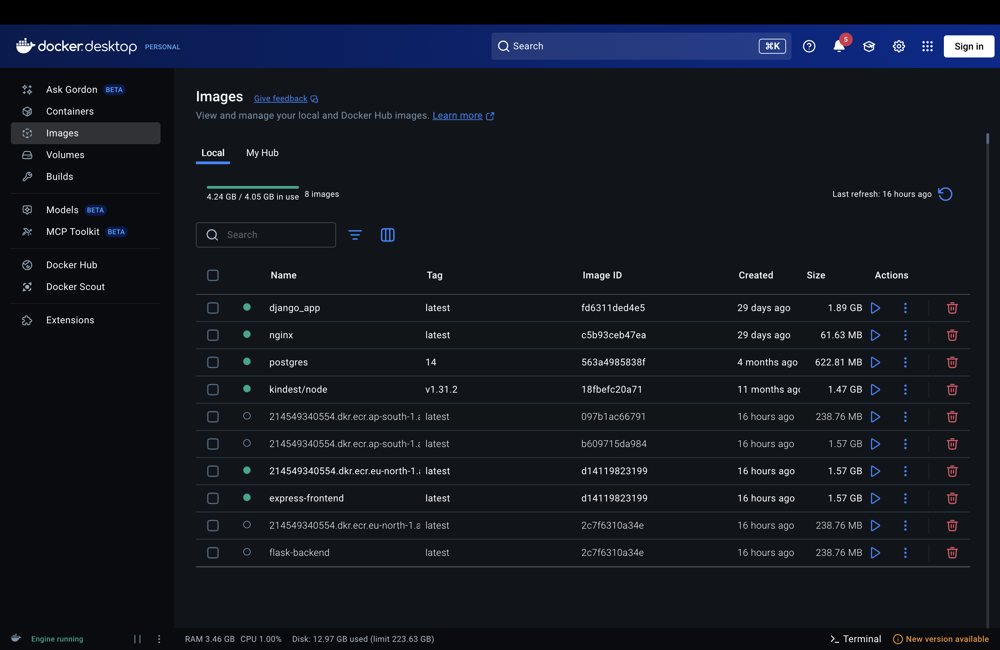 docker desktop PERSONAL
Search ⌘K
5
Sign in
Ask Gordon BETA
Containers
Images
Volumes
Builds
Models BETA
MCP Toolkit BETA
Docker Hub
Docker Scout
Extensions
Images Give feedback
View and manage your local and Docker Hub images. Learn more
Local My Hub
4.24 GB / 4.05 GB in use 8 images
Last refresh: 16 hours ago
Search
Name Tag Image ID Created Size Actions
django_app latest fd6311ded4e5 29 days ago 1.89 GB
nginx latest c5b93ceb47ea 29 days ago 61.63 MB
postgres 14 563a4985838f 4 months ago 622.81 MB
kindest/node v1.31.2 18fbefc20a71 11 months ago 1.47 GB
214549340554.dkr.ecr.ap-south-1.a latest 097b1ac66791 16 hours ago 238.76 MB
214549340554.dkr.ecr.ap-south-1.a latest b609715da984 16 hours ago 1.57 GB
214549340554.dkr.ecr.eu-north-1.a latest d14119823199 16 hours ago 1.57 GB
express-frontend latest d14119823199 16 hours ago 1.57 GB
214549340554.dkr.ecr.eu-north-1.a latest 2c7f6310a34e 16 hours ago 238.76 MB
flask-backend latest 2c7f6310a34e 16 hours ago 238.76 MB
Engine running RAM 3.46 GB CPU 1.00% Disk: 12.97 GB used (limit 223.63 GB) >_ Terminal New version available